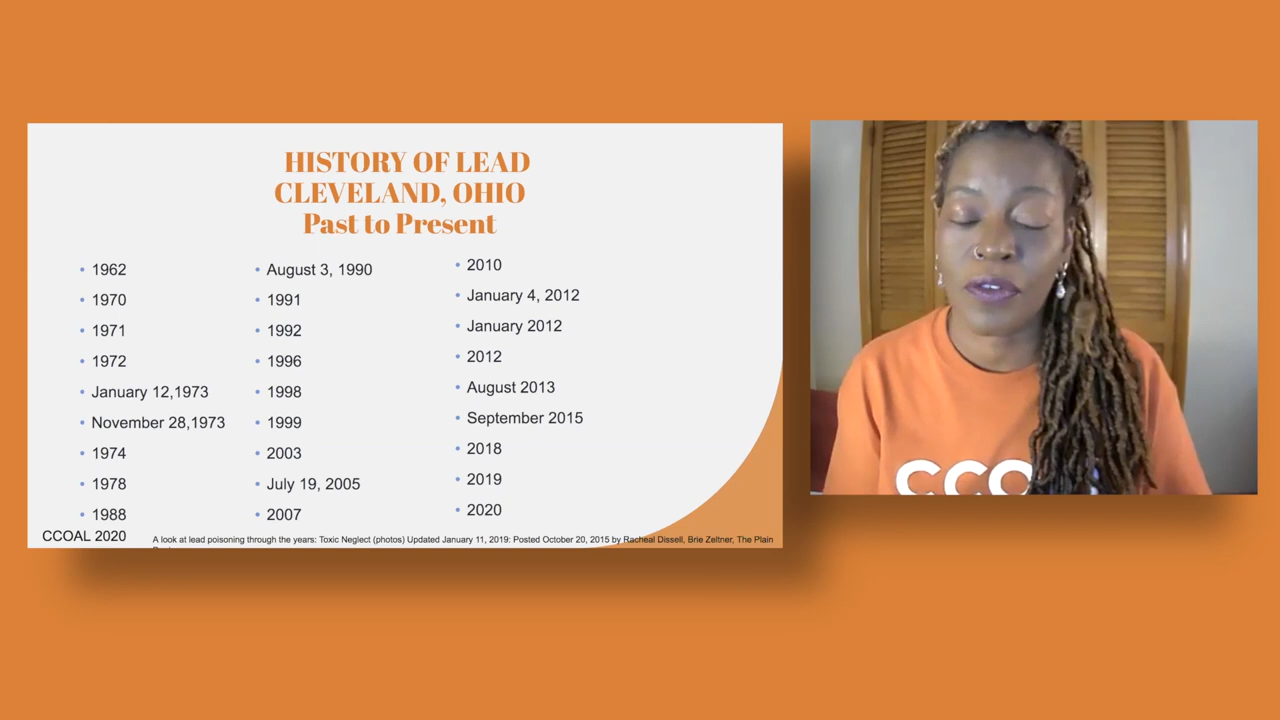 HISTORY OF LEAD
CLEVELAND, OHIO
Past to Present
1962
1970
1971
1972
January 12,1973
November 28,1973
1974
1978
1988
August 3, 1990
1991
1992
1996
1998
1999
2003
July 19, 2005
2007
2010
January 4, 2012
January 2012
2012
August 2013
September 2015
2018
2019
2020
CCOAL 2020
A look at lead poisoning through the years: Toxic Neglect (photos) Updated January 11, 2019: Posted October 20, 2015 by Racheal Dissell, Brie Zeltner, The Plain
CCO